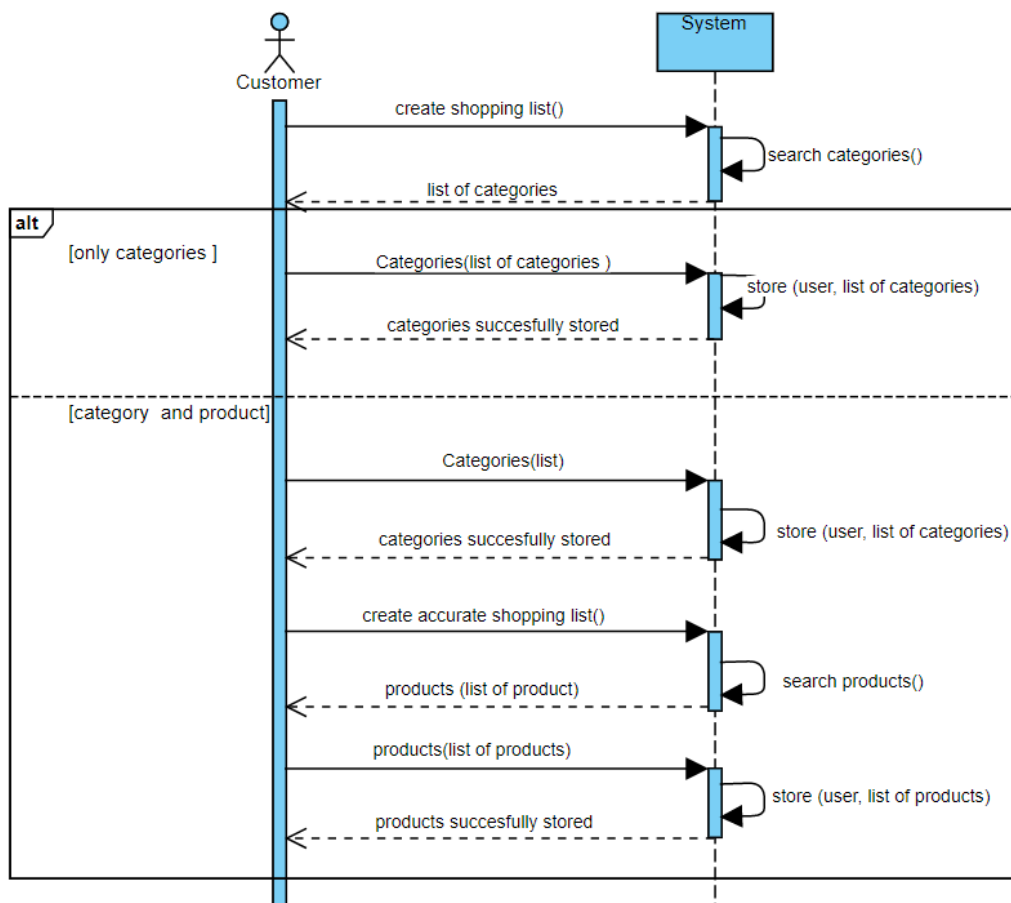 System
Customer
create shopping list()
search categories()
list of categories
alt
[only categories ]
Categories(list of categories )
store (user, list of categories)
categories succesfully stored
[category  and product]
Categories(list)
store (user, list of categories)
categories succesfully stored
create accurate shopping list()
search products()
products (list of product)
products(list of products)
store (user, list of products)
products succesfully stored